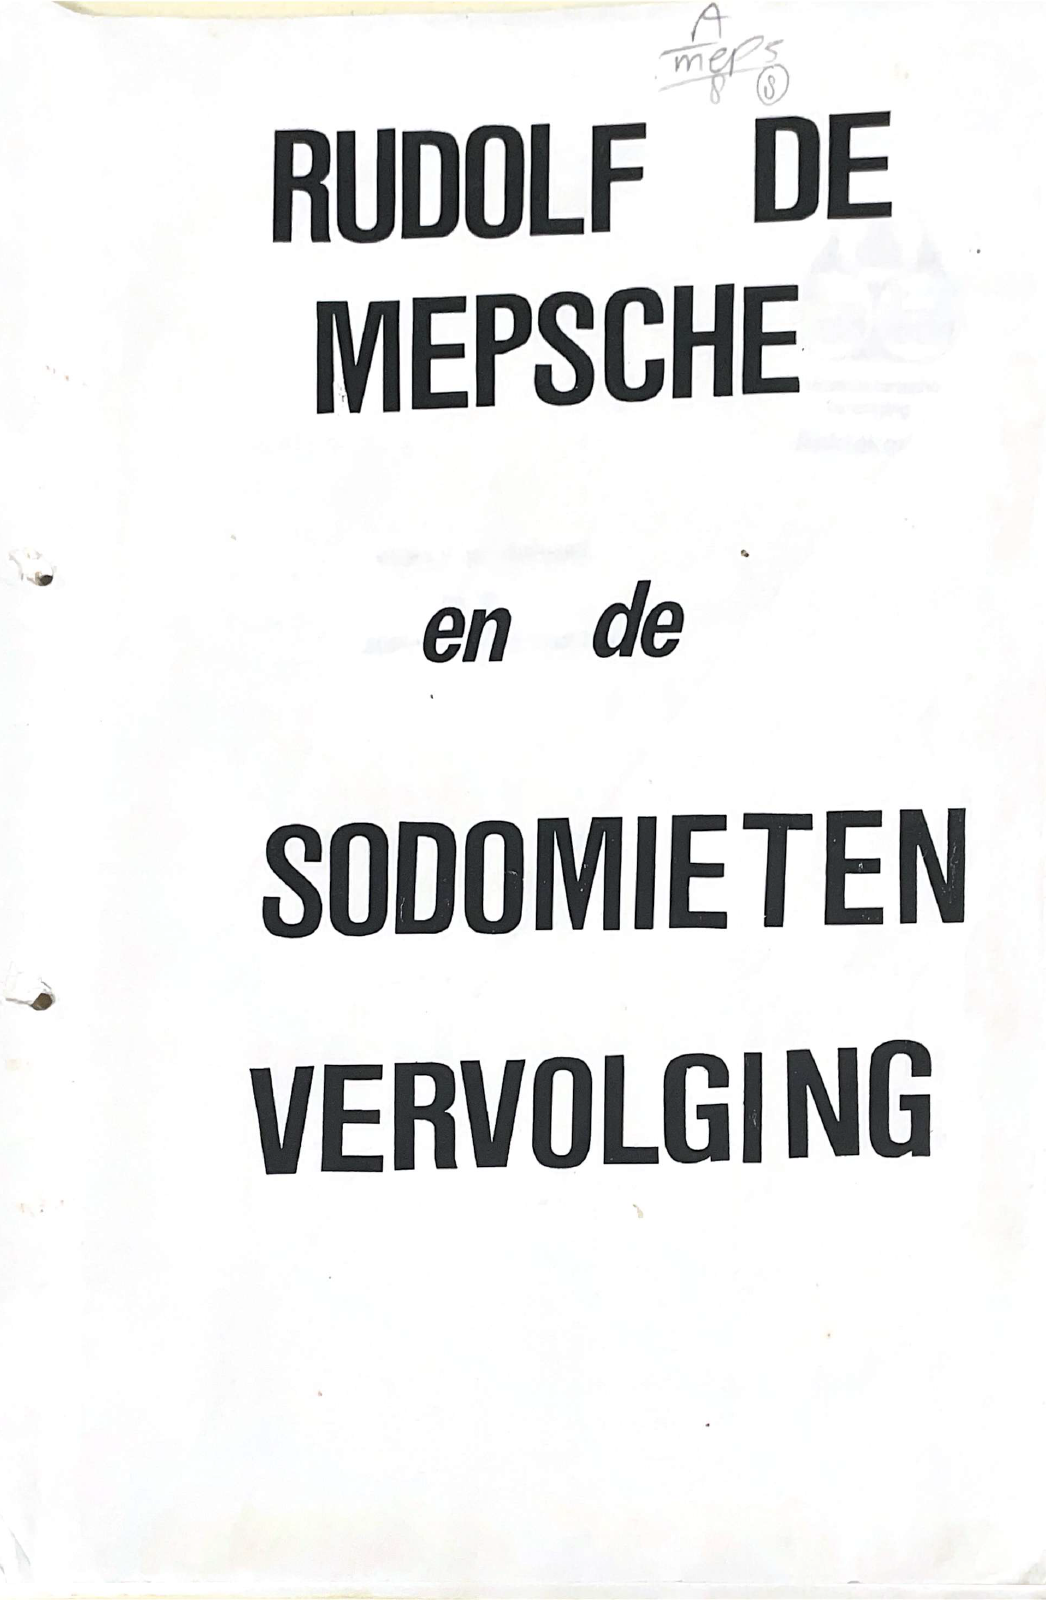 A
meps
8 S
RUDOLF DE
MEPSCHE
en de
SODOMIETEN
VERVOLGING